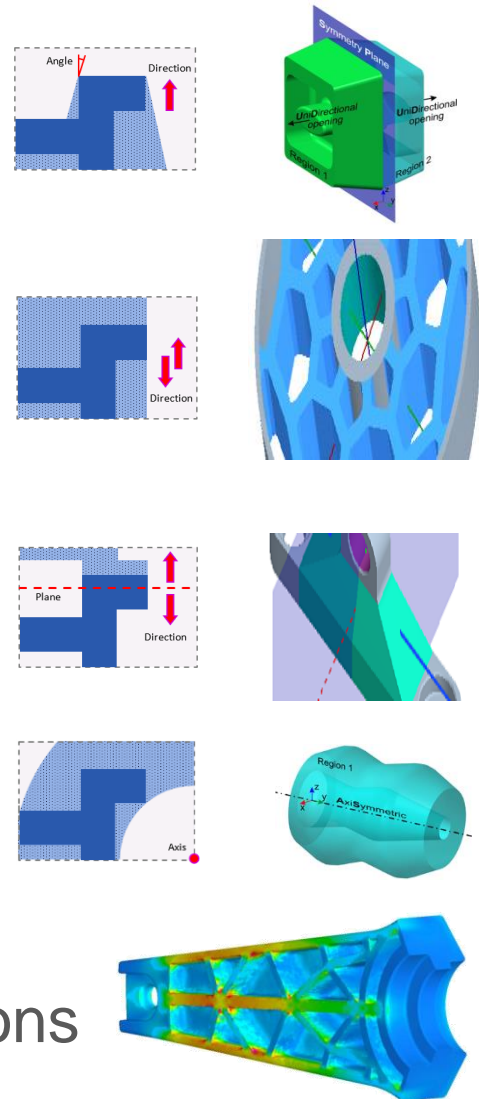 Angle
Direction
Symmetry Plane
UniDirectional
opening
UniDirectional
opening
Region 1
Region 2
z
x
y
Direction
Plane
Direction
Axis
Region 1
z
y
x
AxiSymmetric
ons